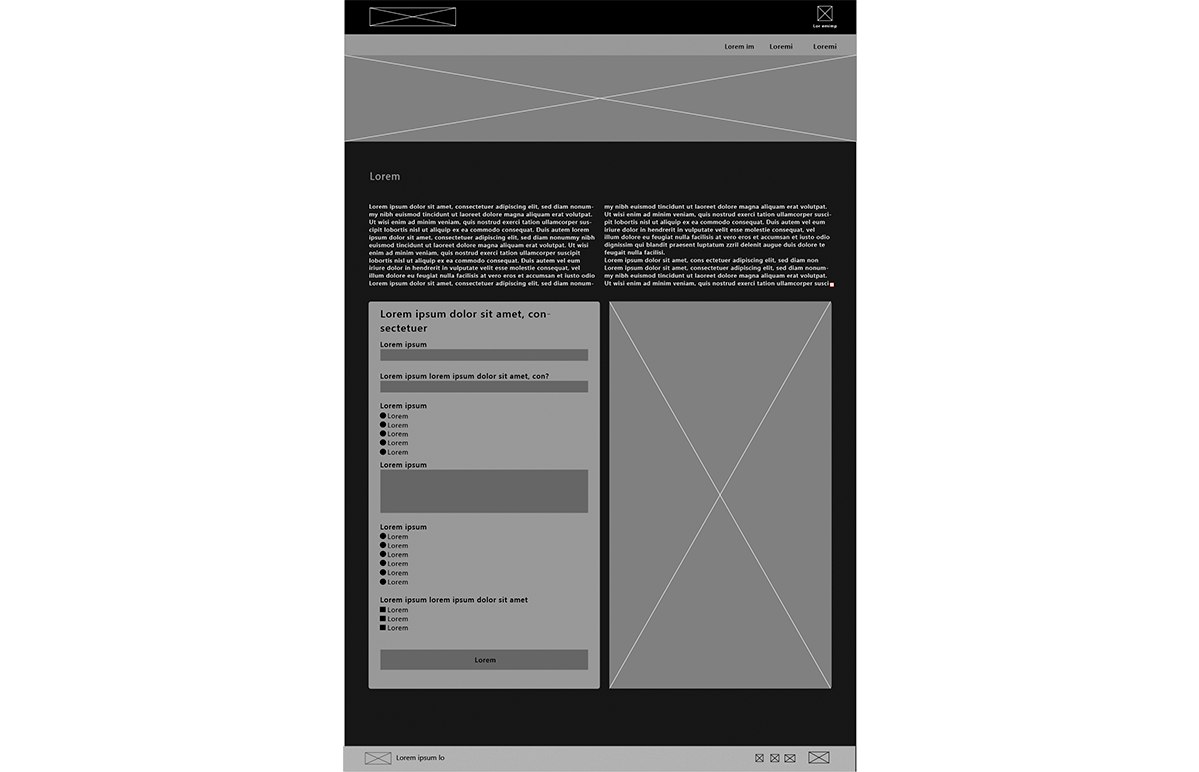 Lor emimp
Lorem im
Loremi
Loremi
Lorem
Lorem ipsum dolor sit amet, consectetuer adipiscing elit, sed diam nonum-
my nibh euismod tincidunt ut laoreet dolore magna aliquam erat volutpat.
Ut wisi enim ad minim veniam, quis nostrud exerci tation ullamcorper sus-
cipit lobortis nisl ut aliquip ex ea commodo consequat. Duis autem lorem
ipsum dolor sit amet, consectetuer adipiscing elit, sed diam nonummy nibh
euismod tincidunt ut laoreet dolore magna aliquam erat volutpat. Ut wisi
enim ad minim veniam, quis nostrud exerci tation ullamcorper suscipit
lobortis nisl ut aliquip ex ea commodo consequat. Duis autem vel eum
iriure dolor in hendrerit in vulputate velit esse molestie consequat, vel
illum dolore eu feugiat nulla facilisis at vero eros et accumsan et iusto odio
Lorem ipsum dolor sit amet, consectetuer adipiscing elit, sed diam nonum-
my nibh euismod tincidunt ut laoreet dolore magna aliquam erat volutpat.
Ut wisi enim ad minim veniam, quis nostrud exerci tation ullamcorper susci-
pit lobortis nisl ut aliquip ex ea commodo consequat. Duis autem vel eum
iriure dolor in hendrerit in vulputate velit esse molestie consequat, vel
illum dolore eu feugiat nulla facilisis at vero eros et accumsan et iusto odio
dignissim qui blandit praesent luptatum zzril delenit augue duis dolore te
feugait nulla facilisi.
Lorem ipsum dolor sit amet, cons ectetuer adipiscing elit, sed diam non
Lorem ipsum dolor sit amet, consectetuer adipiscing elit, sed diam nonum-
my nibh euismod tincidunt ut laoreet dolore magna aliquam erat volutpat.
Ut wisi enim ad minim veniam, quis nostrud exerci tation ullamcorper susci
Lorem ipsum dolor sit amet, con-
sectetuer
Lorem ipsum
Lorem ipsum lorem ipsum dolor sit amet, con?
Lorem ipsum
Lorem
Lorem
Lorem
Lorem
Lorem
Lorem ipsum
Lorem ipsum
Lorem
Lorem
Lorem
Lorem
Lorem
Lorem
Lorem ipsum lorem ipsum dolor sit amet
Lorem
Lorem
Lorem
Lorem
Lorem ipsum lo